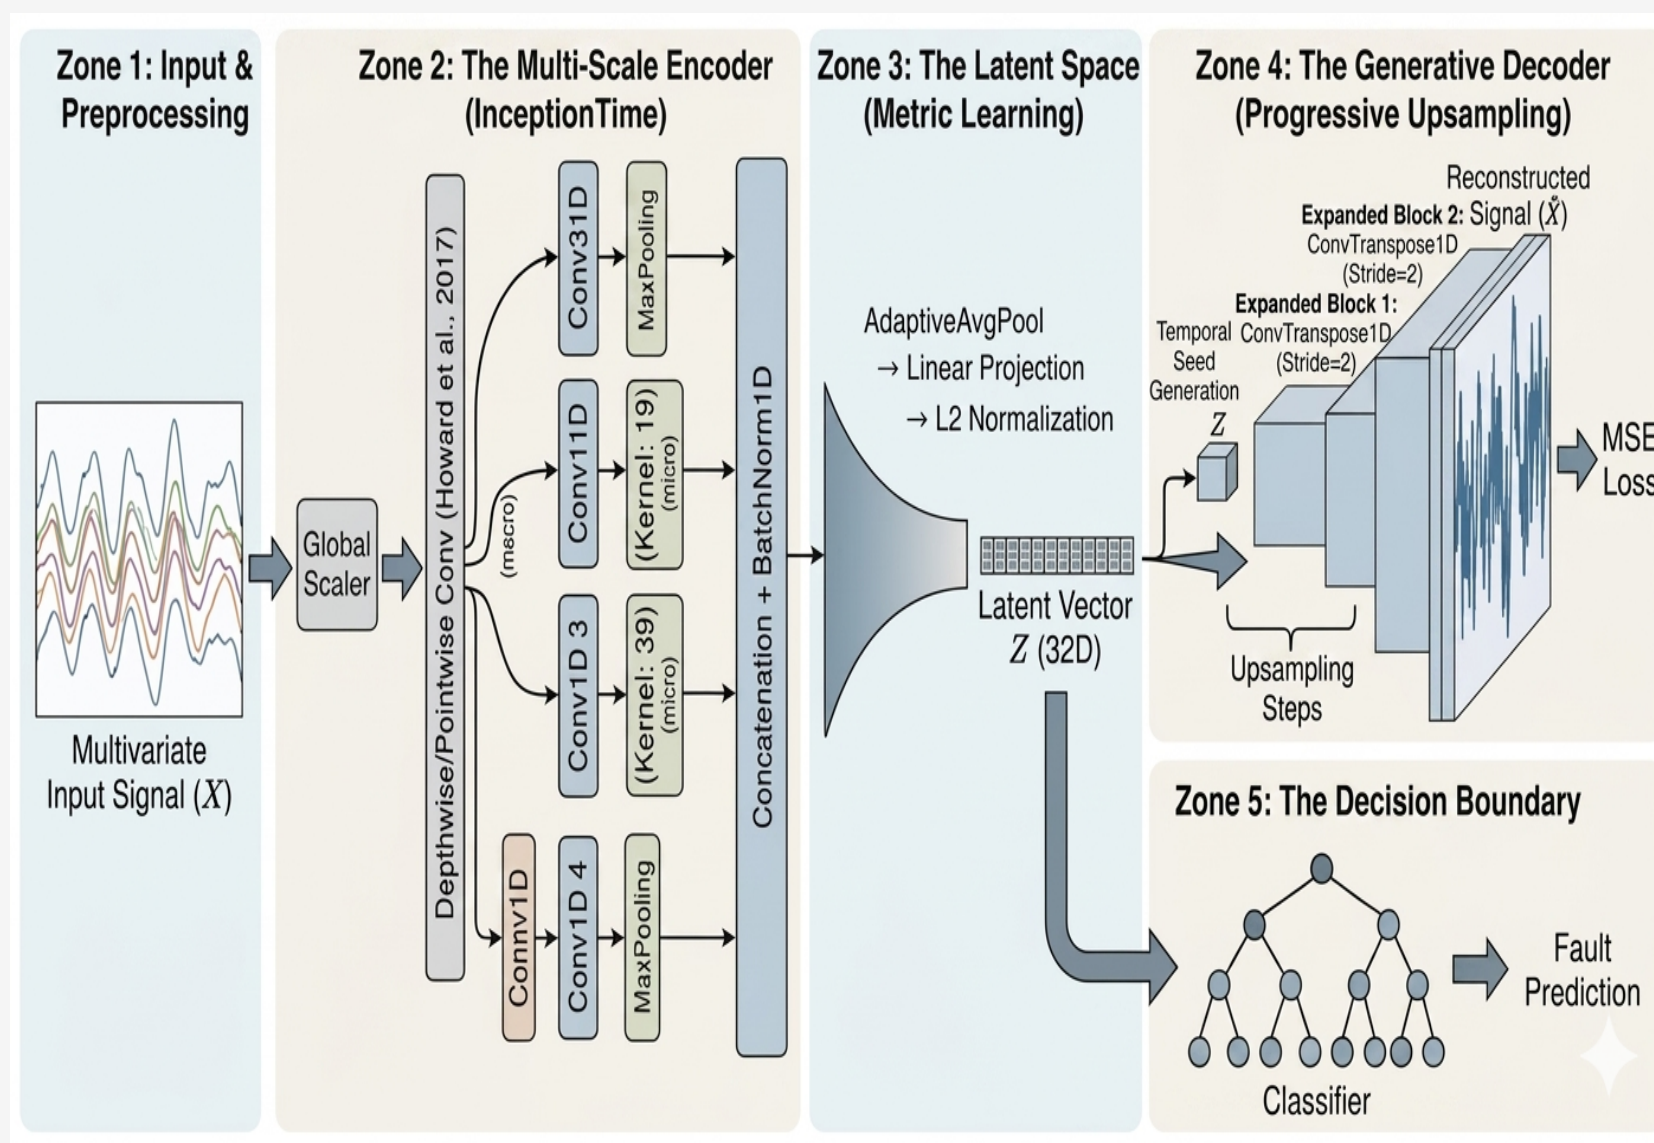 Zone 1: Input &
Preprocessing
Multivariate
Input Signal (X)
Zone 2: The Multi-Scale Encoder
(InceptionTime)
Global
Scaler
Depthwise/Pointwise Conv (Howard et al., 2017)
(macro)
Conv31D
MaxPooling
Conv11D
(Kernel: 19)
(micro)
Conv1D 3
(Kernel: 39)
(micro)
Connv1D
Conv1D 4
MaxPooling
Concatenation + BatchNorm1D
Zone 3: The Latent Space
(Metric Learning)
AdaptiveAvgPool
→ Linear Projection
→ L2 Normalization
Latent Vector
Z (32D)
Zone 4: The Generative Decoder
(Progressive Upsampling)
Reconstructed
Signal (X̂)
Expanded Block 2:
ConvTranspose1D
(Stride=2)
Expanded Block 1:
ConvTranspose1D
(Stride=2)
Temporal
Seed
Generation
Z
Upsampling
Steps
MSE
Loss
Zone 5: The Decision Boundary
Classifier
Fault
Prediction